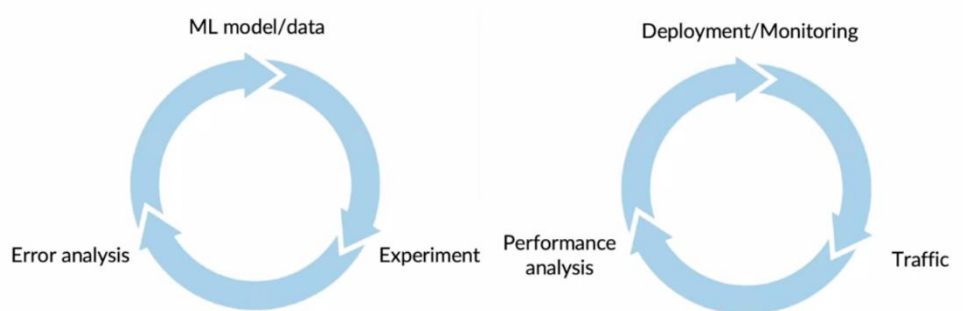 ML model/data
Error analysis
Experiment
Deployment/Monitoring
Performance
analysis
Traffic